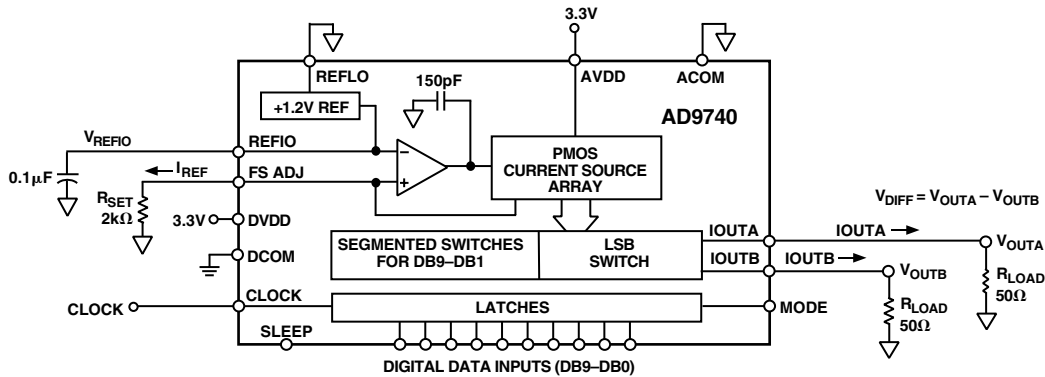 3.3V
REFLO
150pF
AVDD
ACOM
+1.2V REF
AD9740
V_REFIO
REFIO
−
PMOS
CURRENT SOURCE
ARRAY
0.1μF
I_REF
FS ADJ
+
R_SET
2kΩ
3.3V
DVDD
V_DIFF = V_OUTA − V_OUTB
DCOM
SEGMENTED SWITCHES
FOR DB9–DB1
LSB
SWITCH
IOUTA
IOUTA
V_OUTA
IOUTB
IOUTB
V_OUTB
R_LOAD
50Ω
R_LOAD
50Ω
CLOCK
CLOCK
LATCHES
MODE
SLEEP
DIGITAL DATA INPUTS (DB9–DB0)